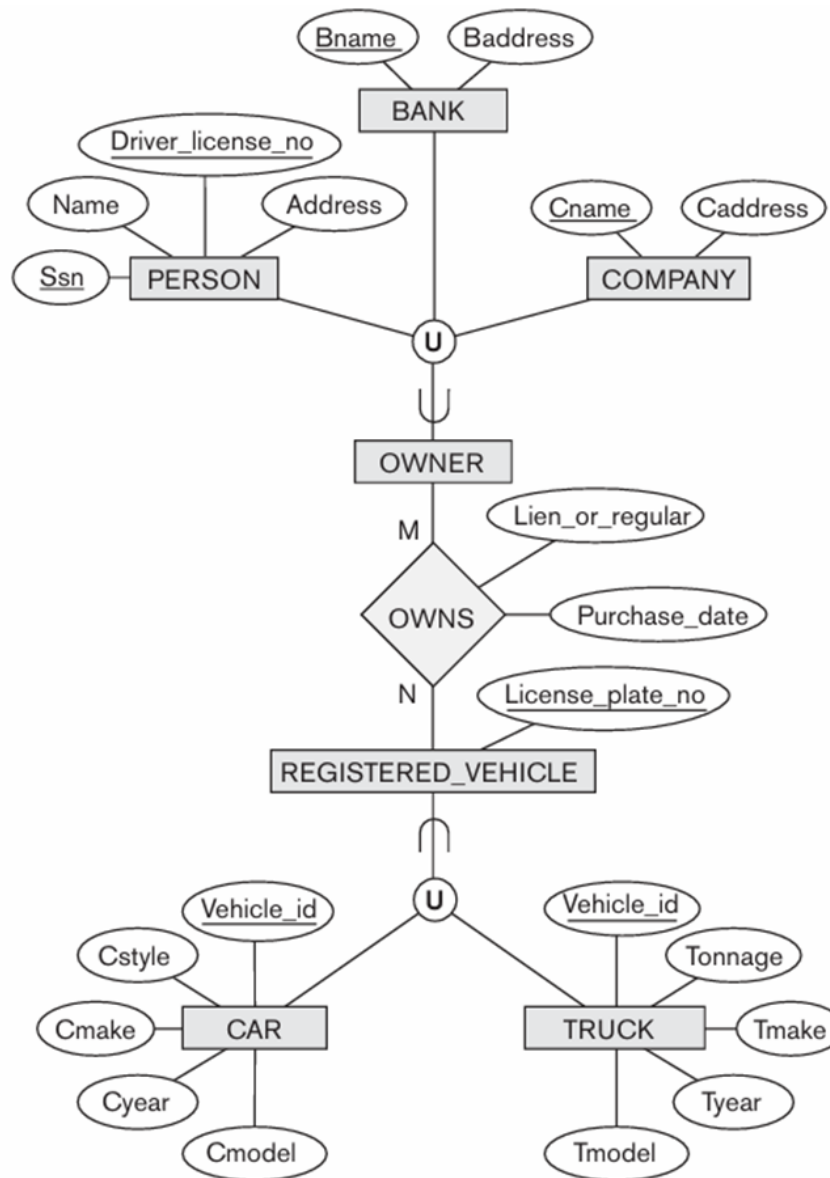 Bname
Baddress
BANK
Driver_license_no
Name
Address
Cname
Caddress
Ssn
PERSON
COMPANY
U
OWNER
M
Lien_or_regular
OWNS
Purchase_date
N
License_plate_no
REGISTERED_VEHICLE
U
Vehicle_id
Vehicle_id
Cstyle
Tonnage
Cmake
CAR
TRUCK
Tmake
Cyear
Tyear
Cmodel
Tmodel